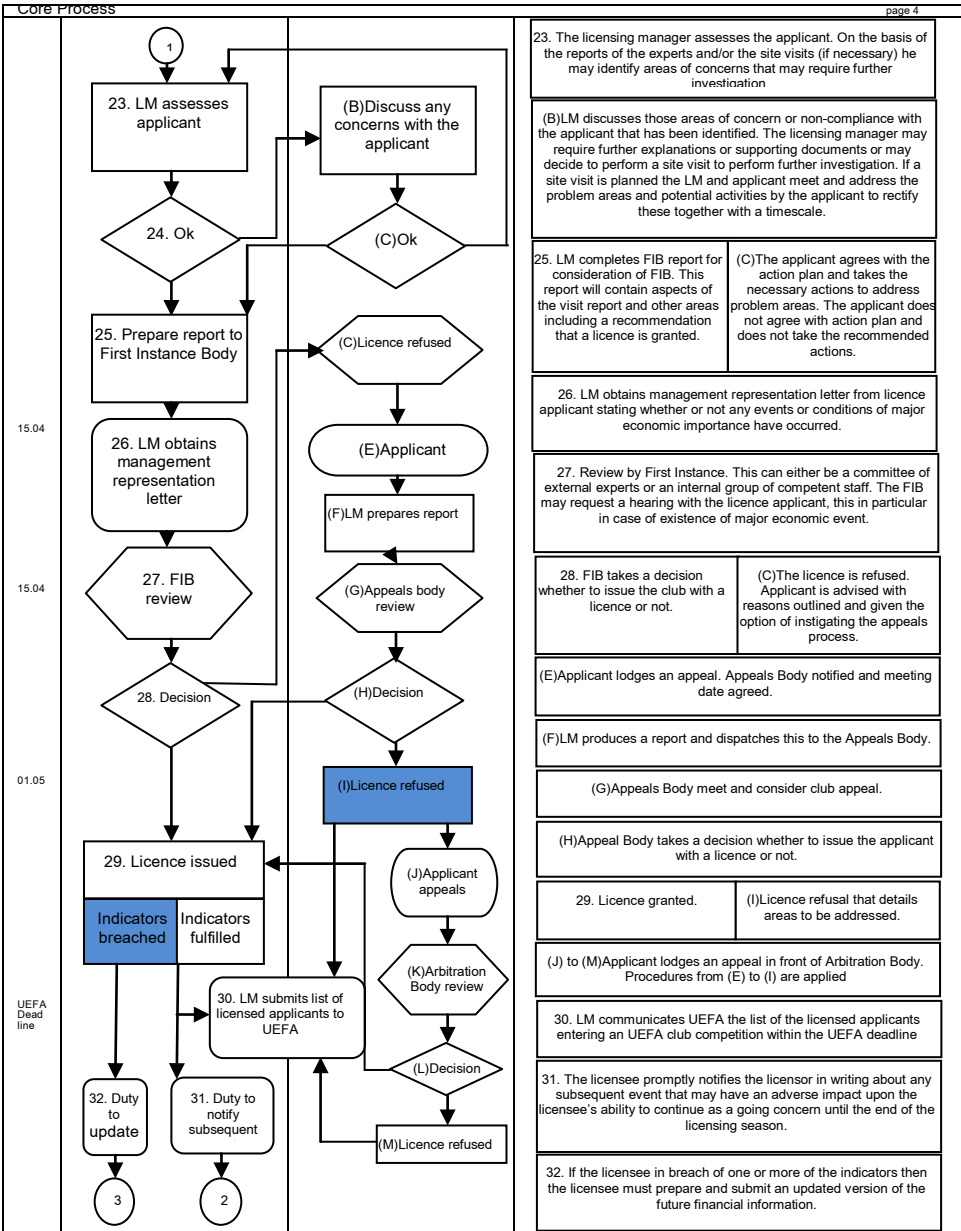 Core Process
page 4
1
23. LM assesses
applicant
(B)Discuss any
concerns with the
applicant
24. Ok
(C)Ok
25. Prepare report to
First Instance Body
(C)Licence refused
15.04
26. LM obtains
management
representation
letter
(E)Applicant
(F)LM prepares report
15.04
27. FIB
review
(G)Appeals body
review
28. Decision
(H)Decision
01.05
(I)Licence refused
29. Licence issued
Indicators
breached
Indicators
fulfilled
(J)Applicant
appeals
(K)Arbitration
Body review
UEFA
Dead
line
30. LM submits list of
licensed applicants to
UEFA
(L)Decision
32. Duty
to
update
31. Duty to
notify
subsequent
(M)Licence refused
3
2
23. The licensing manager assesses the applicant. On the basis of
the reports of the experts and/or the site visits (if necessary) he
may identify areas of concerns that may require further
investigation
(B)LM discusses those areas of concern or non-compliance with
the applicant that has been identified. The licensing manager may
require further explanations or supporting documents or may
decide to perform a site visit to perform further investigation. If a
site visit is planned the LM and applicant meet and address the
problem areas and potential activities by the applicant to rectify
these together with a timescale.
25. LM completes FIB report for
consideration of FIB. This
report will contain aspects of
the visit report and other areas
including a recommendation
that a licence is granted.
(C)The applicant agrees with the
action plan and takes the
necessary actions to address
problem areas. The applicant does
not agree with action plan and
does not take the recommended
actions.
26. LM obtains management representation letter from licence
applicant stating whether or not any events or conditions of major
economic importance have occurred.
27. Review by First Instance. This can either be a committee of
external experts or an internal group of competent staff. The FIB
may request a hearing with the licence applicant, this in particular
in case of existence of major economic event.
28. FIB takes a decision
whether to issue the club with a
licence or not.
(C)The licence is refused.
Applicant is advised with
reasons outlined and given the
option of instigating the appeals
process.
(E)Applicant lodges an appeal. Appeals Body notified and meeting
date agreed.
(F)LM produces a report and dispatches this to the Appeals Body.
(G)Appeals Body meet and consider club appeal.
(H)Appeal Body takes a decision whether to issue the applicant
with a licence or not.
29. Licence granted.
(I)Licence refusal that details
areas to be addressed.
(J) to (M)Applicant lodges an appeal in front of Arbitration Body.
Procedures from (E) to (I) are applied
30. LM communicates UEFA the list of the licensed applicants
entering an UEFA club competition within the UEFA deadline
31. The licensee promptly notifies the licensor in writing about any
subsequent event that may have an adverse impact upon the
licensee's ability to continue as a going concern until the end of the
licensing season.
32. If the licensee in breach of one or more of the indicators then
the licensee must prepare and submit an updated version of the
future financial information.